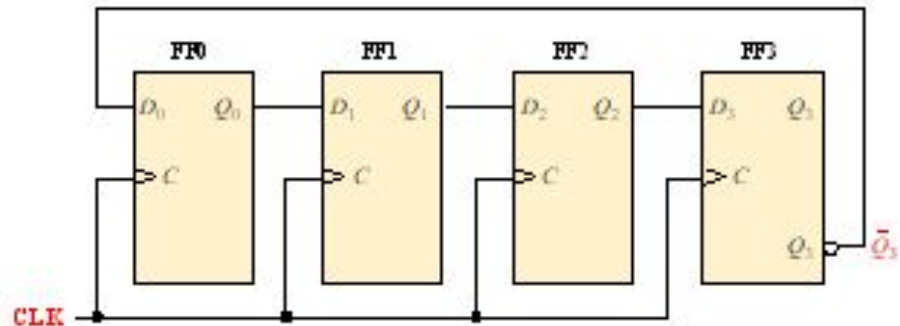 FF0 FF1 FF2 FF3
D₀ Q₀ D₁ Q₁ D₂ Q₂ D₃ Q₃
C C C C
Q₃ Q̅₃
CLK